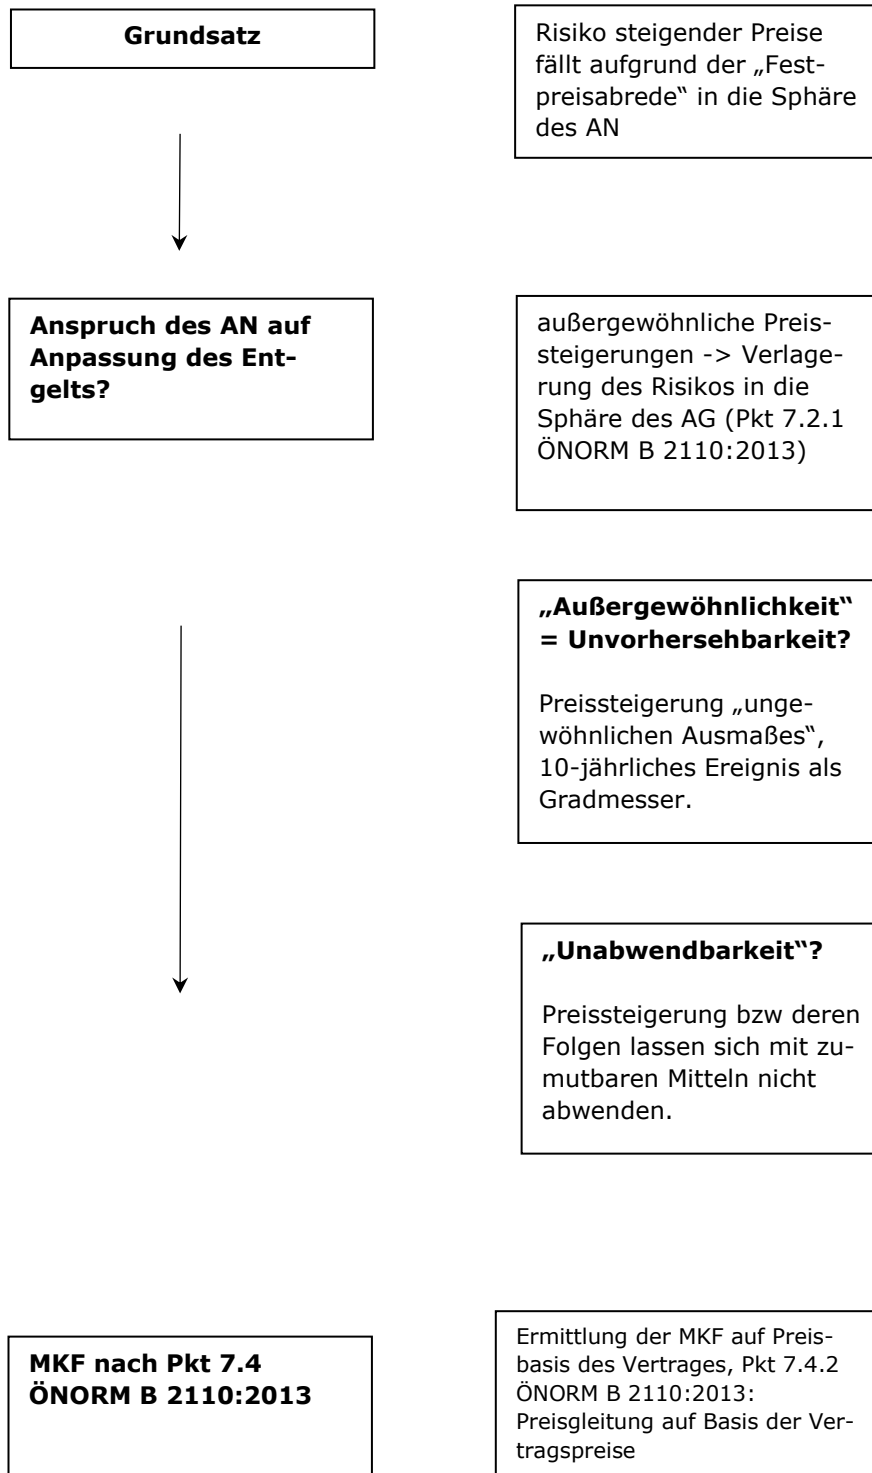 Grundsatz
Risiko steigender Preise
fällt aufgrund der „Fest-
preisabrede“ in die Sphäre
des AN
Anspruch des AN auf
Anpassung des Ent-
gelts?
außergewöhnliche Preis-
steigerungen -> Verlage-
rung des Risikos in die
Sphäre des AG (Pkt 7.2.1
ÖNORM B 2110:2013)
„Außergewöhnlichkeit“
= Unvorhersehbarkeit?
Preissteigerung „unge-
wöhnlichen Ausmaßes“,
10-jährliches Ereignis als
Gradmesser.
„Unabwendbarkeit“?
Preissteigerung bzw deren
Folgen lassen sich mit zu-
mutbaren Mitteln nicht
abwenden.
MKF nach Pkt 7.4
ÖNORM B 2110:2013
Ermittlung der MKF auf Preis-
basis des Vertrages, Pkt 7.4.2
ÖNORM B 2110:2013:
Preisgleitung auf Basis der Ver-
tragspreise